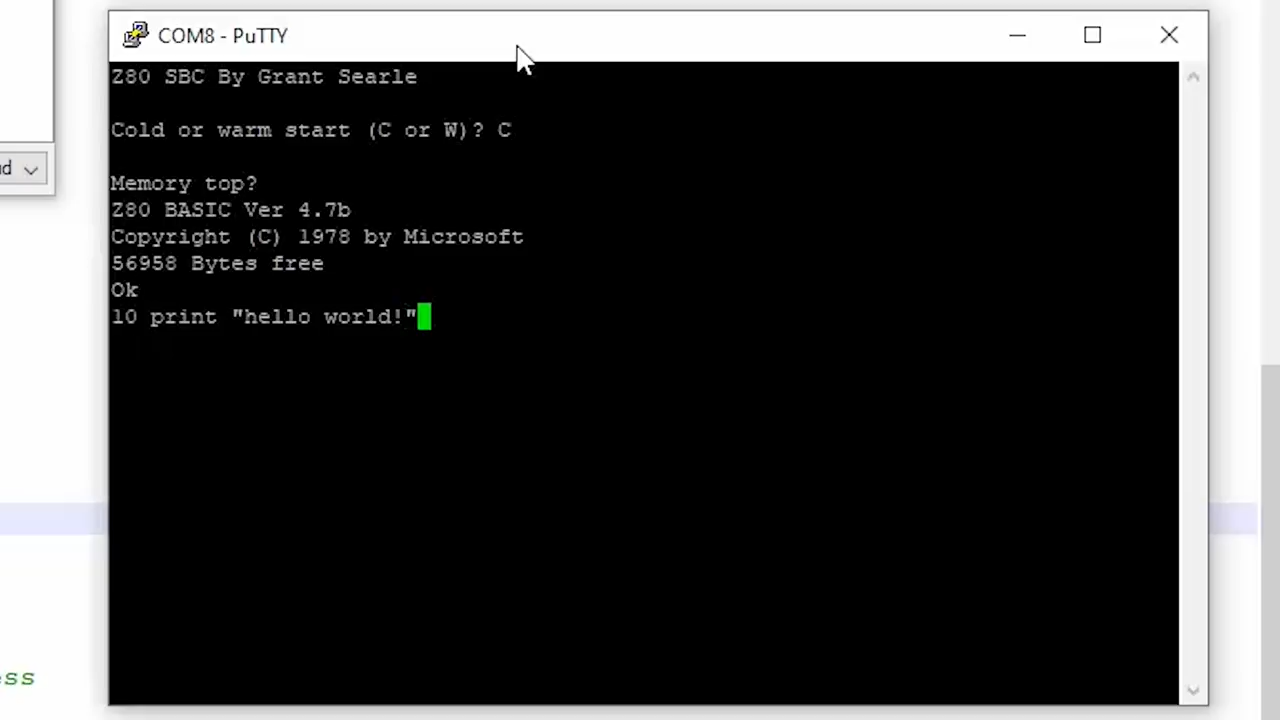 COM8 - PuTTY
Z80 SBC By Grant Searle
Cold or warm start (C or W)? C
Memory top?
Z80 BASIC Ver 4.7b
Copyright (C) 1978 by Microsoft
56958 Bytes free
Ok
10 print "hello world!"